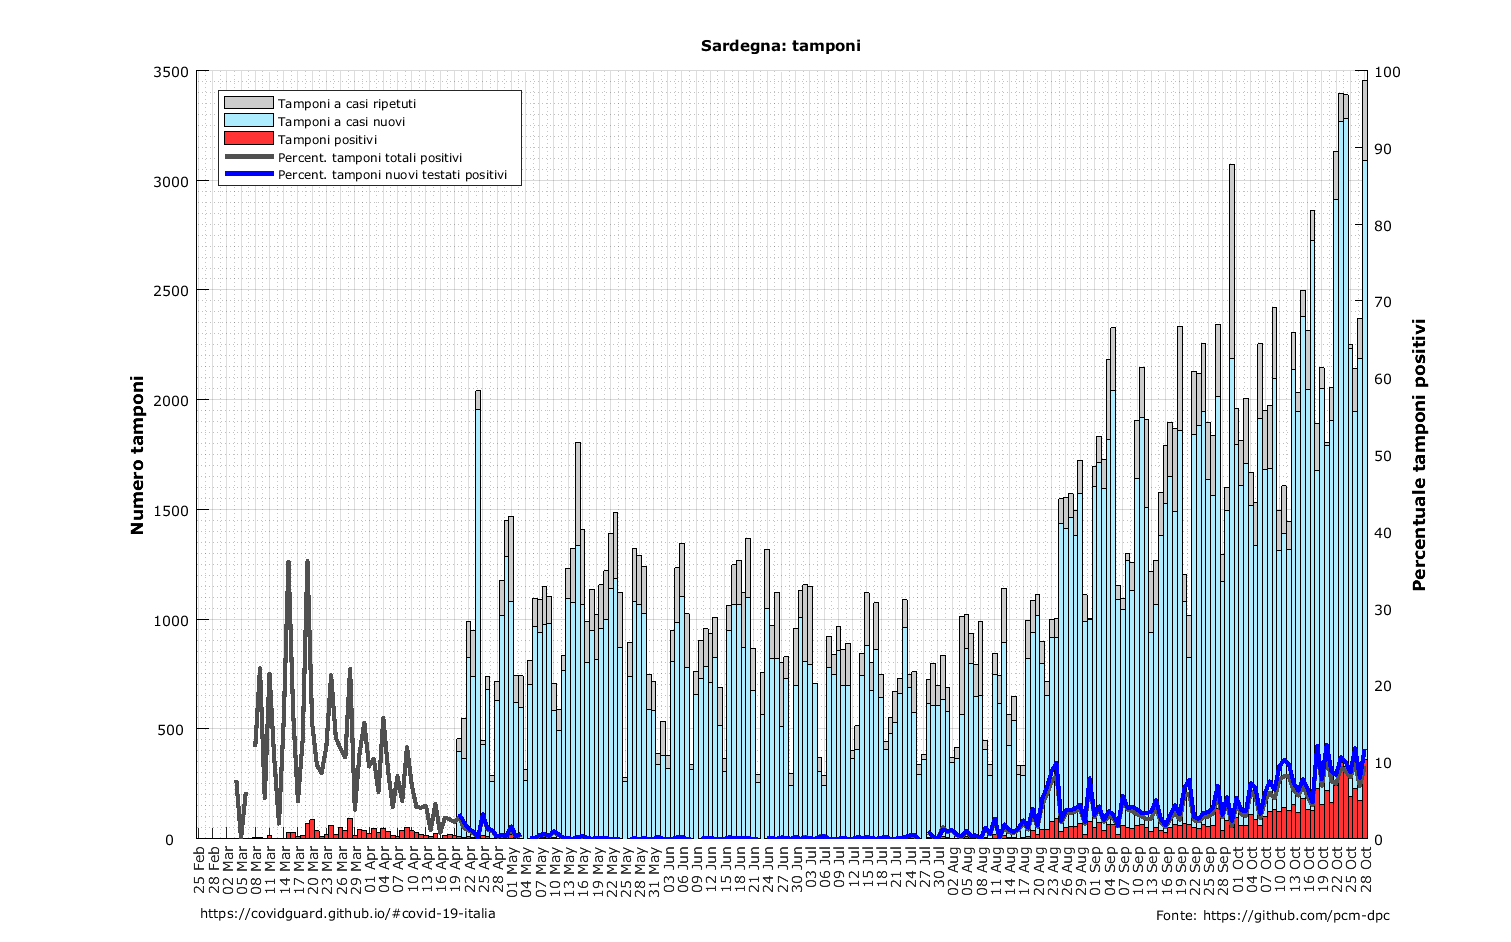 Sardegna: tamponi
Tamponi a casi ripetuti
Tamponi a casi nuovi
Tamponi positivi
Percent. tamponi totali positivi
Percent. tamponi nuovi testati positivi
Numero tamponi
3500
3000
2500
2000
1500
1000
500
0
Percentuale tamponi positivi
100
90
80
70
60
50
40
30
20
10
0
25 Feb
28 Feb
02 Mar
05 Mar
08 Mar
11 Mar
14 Mar
17 Mar
20 Mar
23 Mar
26 Mar
29 Mar
01 Apr
04 Apr
07 Apr
10 Apr
13 Apr
16 Apr
19 Apr
22 Apr
25 Apr
28 Apr
01 May
04 May
07 May
10 May
13 May
16 May
19 May
22 May
25 May
28 May
31 May
03 Jun
06 Jun
09 Jun
12 Jun
15 Jun
18 Jun
21 Jun
24 Jun
27 Jun
30 Jun
03 Jul
06 Jul
09 Jul
12 Jul
15 Jul
18 Jul
21 Jul
24 Jul
27 Jul
30 Jul
02 Aug
05 Aug
08 Aug
11 Aug
14 Aug
17 Aug
20 Aug
23 Aug
26 Aug
29 Aug
01 Sep
04 Sep
07 Sep
10 Sep
13 Sep
16 Sep
19 Sep
22 Sep
25 Sep
28 Sep
01 Oct
04 Oct
07 Oct
10 Oct
13 Oct
16 Oct
19 Oct
22 Oct
25 Oct
28 Oct
https://covidguard.github.io/#covid-19-italia
Fonte: https://github.com/pcm-dpc